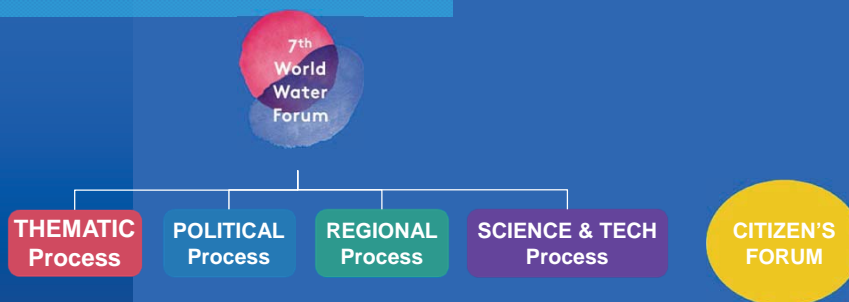 7th
World
Water
Forum
THEMATIC
Process
POLITICAL
Process
REGIONAL
Process
SCIENCE & TECH
Process
CITIZEN'S
FORUM